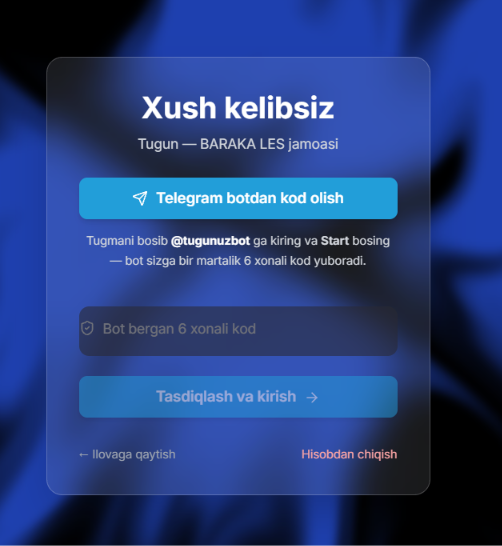 Xush kelibsiz
Tugun — BARAKA LES jamoasi
Telegram botdan kod olish
Tugmani bosib @tugunuzbot ga kiring va Start bosing
— bot sizga bir martalik 6 xonali kod yuboradi.
Bot bergan 6 xonali kod
Tasdiqlash va kirish →
← Ilovaga qaytish
Hisobdan chiqish